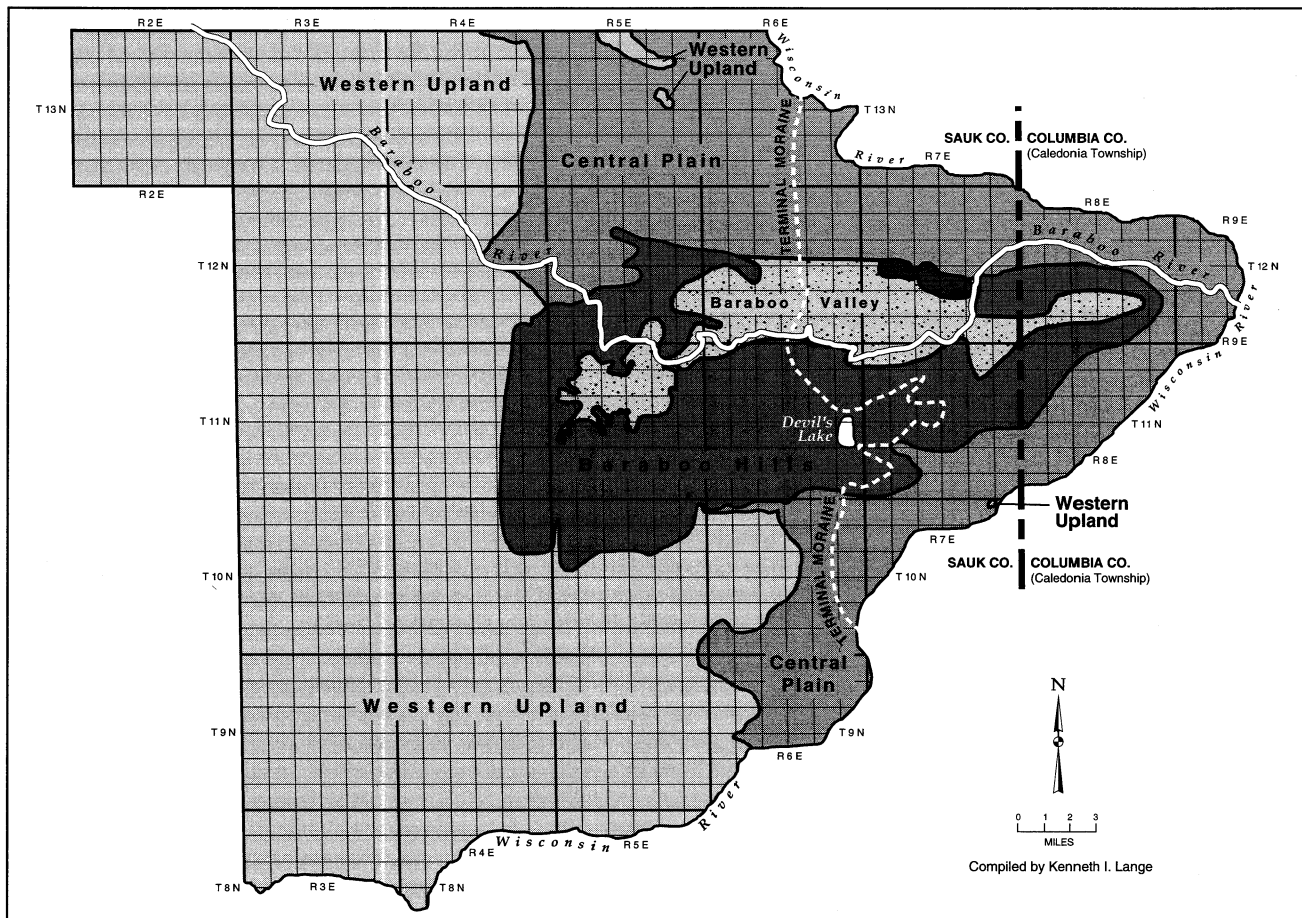 R2E
R3E
R4E
R5E
R6E
Wisconsin
Western
Upland
Western Upland
T13N
T13N
TERMINAL MORAINE
SAUK CO.
COLUMBIA CO.
(Caledonia Township)
Baraboo
Central Plain
River
R7E
R2E
R8E
R9E
Baraboo
River
River
T12N
T12N
Baraboo Valley
River
R9E
Wisconsin
Devil's
Lake
T11N
T11N
Baraboo Hills
R8E
Western
Upland
TERMINAL MORAINE
R7E
SAUK CO.
COLUMBIA CO.
(Caledonia Township)
T10N
T10N
Central
Plain
Western Upland
N
T9N
T9N
R6E
River
0 1 2 3
MILES
Wisconsin
R5E
R4E
Compiled by Kenneth I. Lange
T8N
R3E
T8N